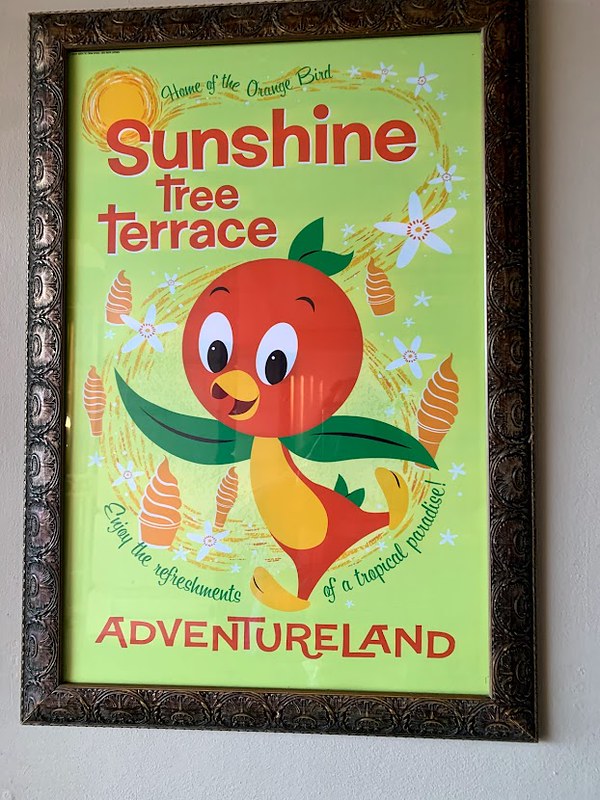 Home of the Orange Bird
Sunshine
Tree
Terrace
Enjoy the refreshments
of a tropical paradise!
ADVENTURELAND